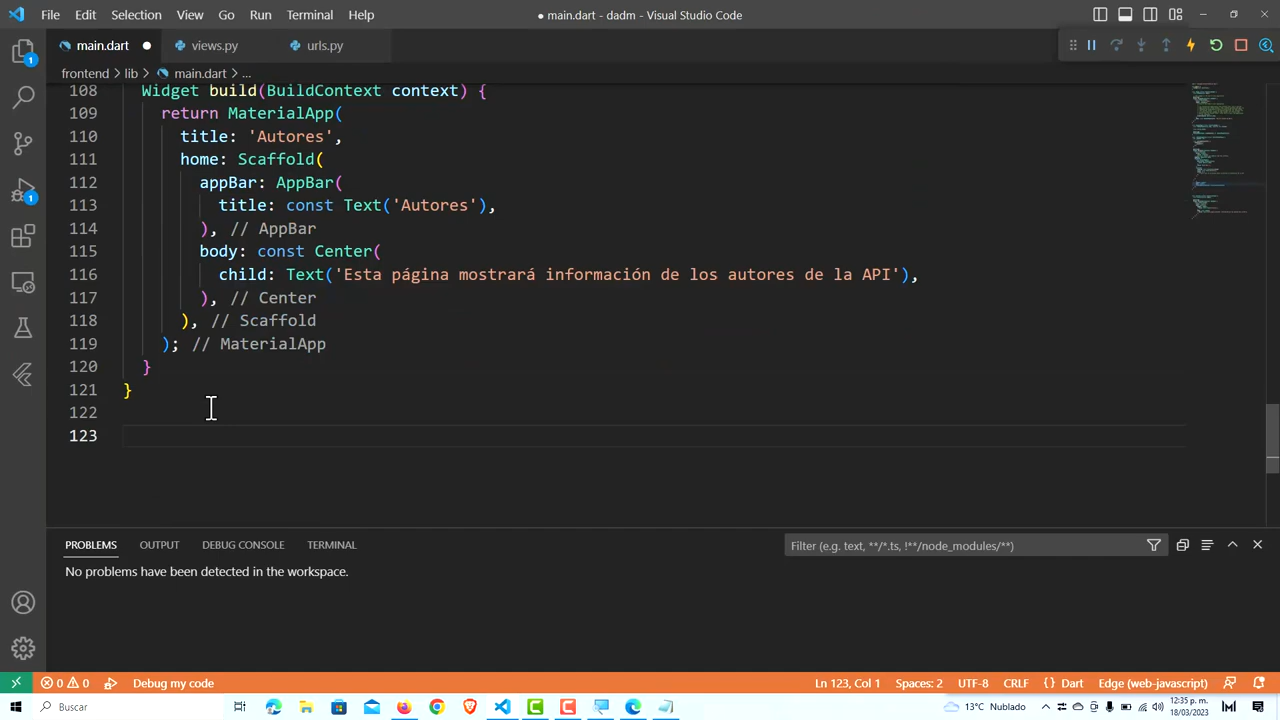 File Edit Selection View Go Run Terminal Help ● main.dart - dadm - Visual Studio Code
main.dart views.py urls.py
frontend > lib > main.dart > ...
108 Widget build(BuildContext context) {
109 return MaterialApp(
110 title: 'Autores',
111 home: Scaffold(
112 appBar: AppBar(
113 title: const Text('Autores'),
114 ), // AppBar
115 body: const Center(
116 child: Text('Esta página mostrará información de los autores de la API'),
117 ), // Center
118 ), // Scaffold
119 ); // MaterialApp
120 }
121 }
122
123
PROBLEMS OUTPUT DEBUG CONSOLE TERMINAL Filter (e.g. text, **/*.ts, !**/node_modules/**)
No problems have been detected in the workspace.
0 0 Debug my code Ln 123, Col 1 Spaces: 2 UTF-8 CRLF {} Dart Edge (web-javascript)
Buscar 13°C Nublado 12:35 p. m.
18/03/2023